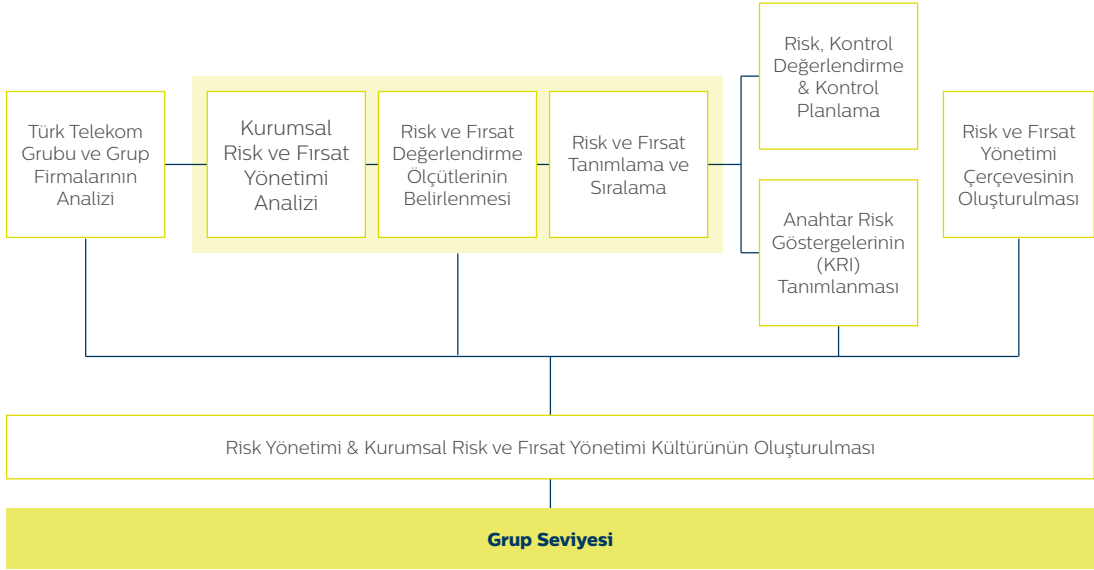 Türk Telekom
Grubu ve Grup
Firmalarının
Analizi
Kurumsal
Risk ve Fırsat
Yönetimi
Analizi
Risk ve Fırsat
Değerlendirme
Ölçütlerinin
Belirlenmesi
Risk ve Fırsat
Tanımlama ve
Sıralama
Risk, Kontrol
Değerlendirme
& Kontrol
Planlama
Anahtar Risk
Göstergelerinin
(KRI)
Tanımlanması
Risk ve Fırsat
Yönetimi
Çerçevesinin
Oluşturulması
Risk Yönetimi & Kurumsal Risk ve Fırsat Yönetimi Kültürünün Oluşturulması
Grup Seviyesi